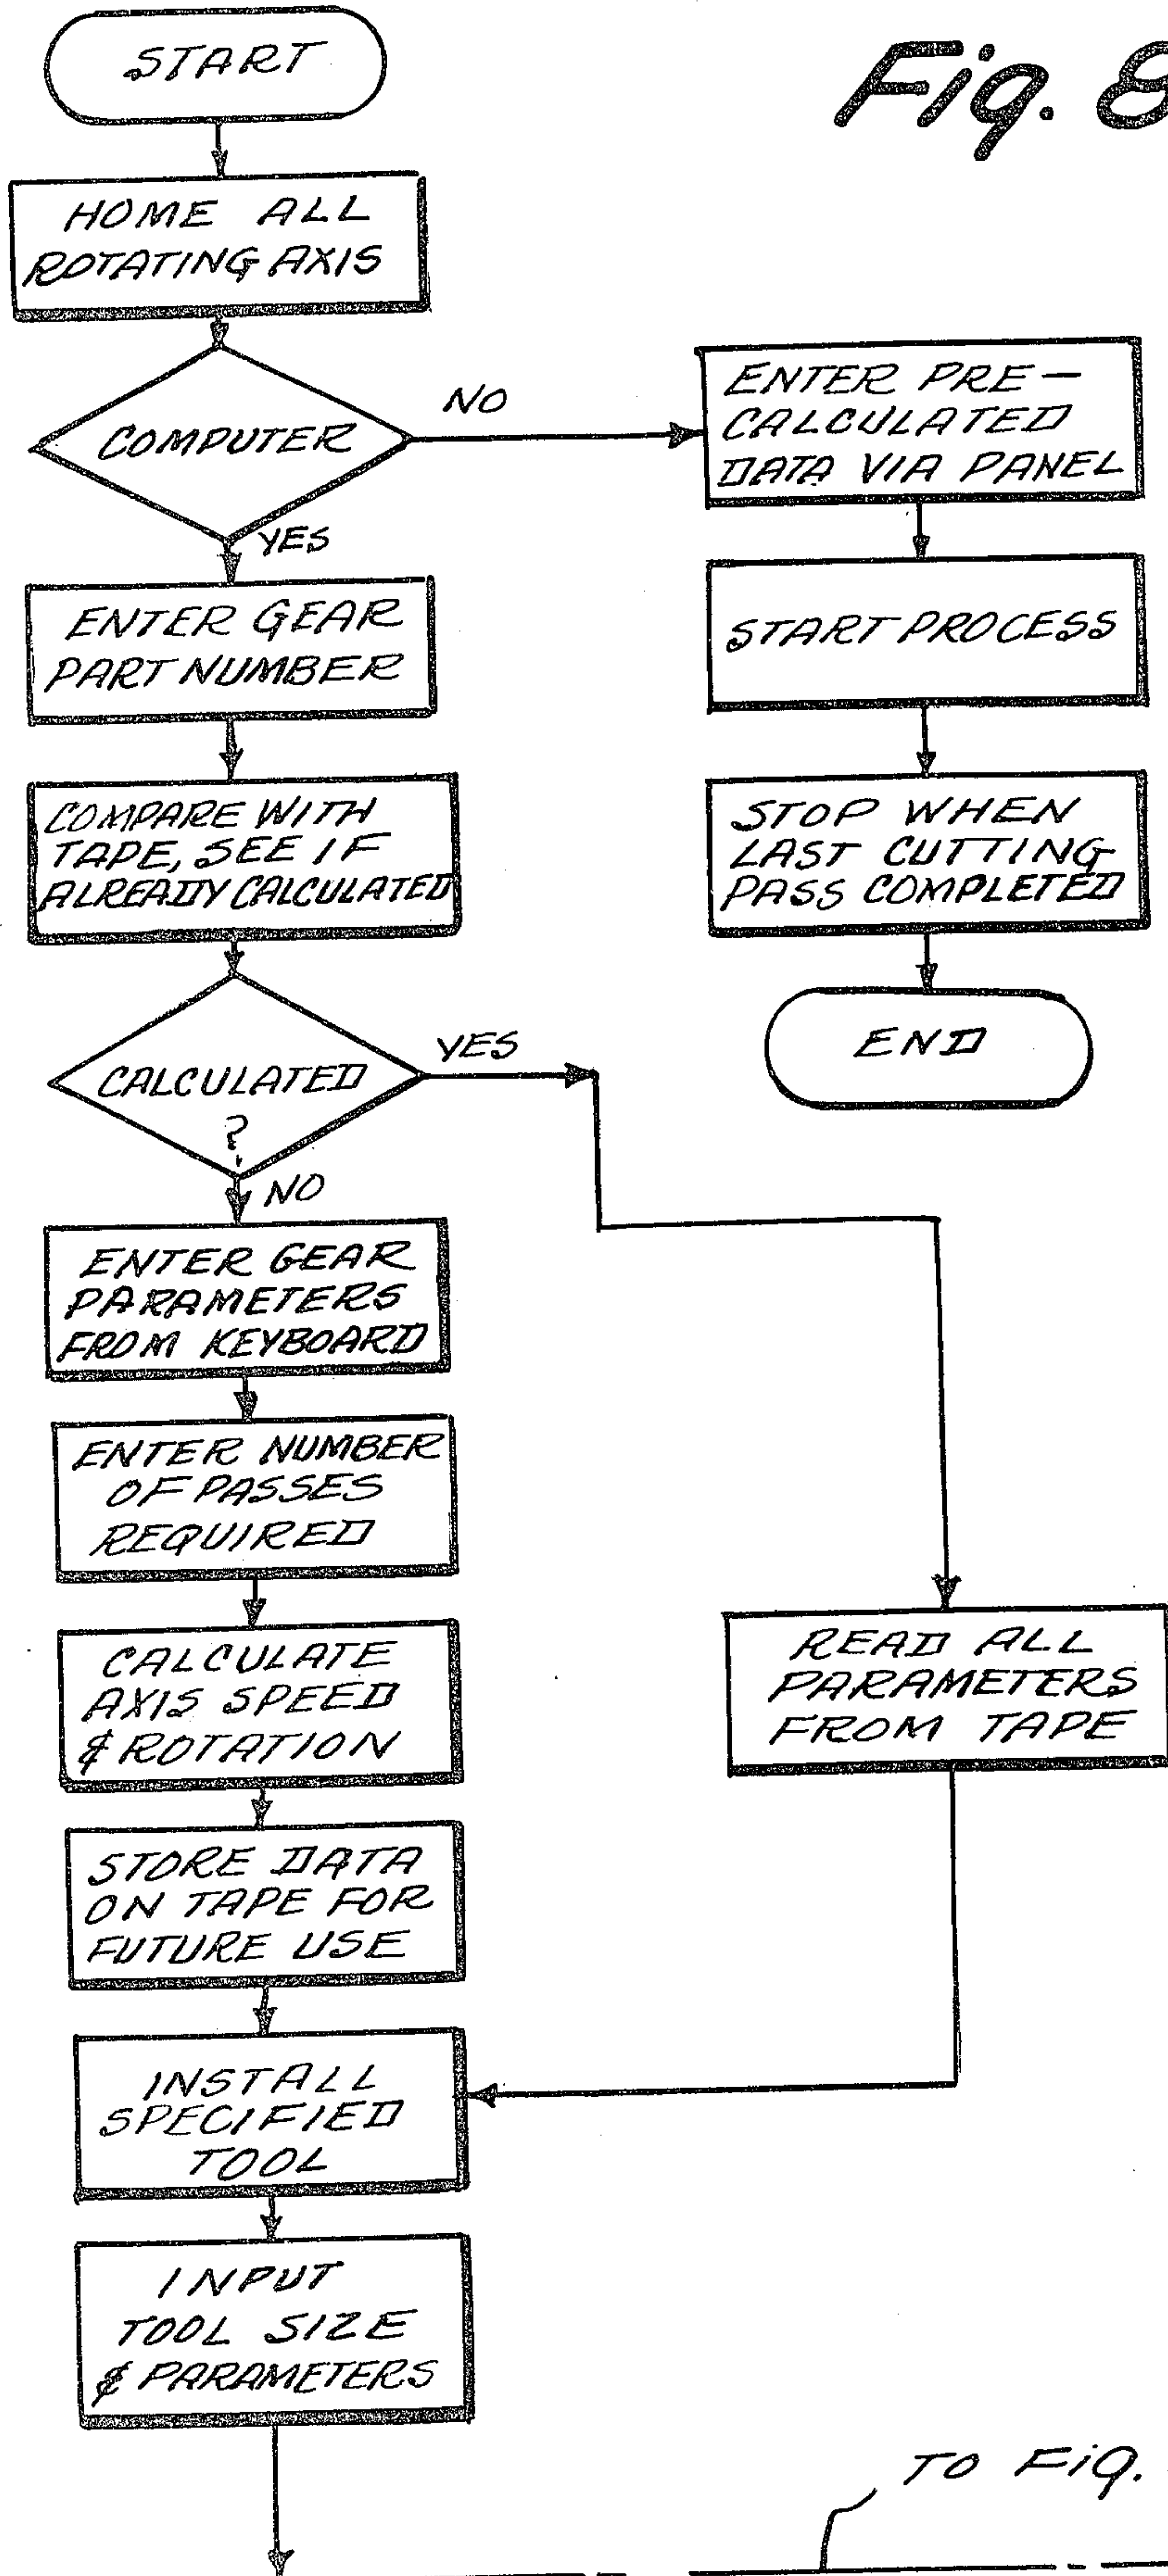 Fig. 8
START
HOME ALL
ROTATING AXIS
COMPUTER
NO
YES
ENTER PRE-
CALCULATED
DATA VIA PANEL
START PROCESS
STOP WHEN
LAST CUTTING
PASS COMPLETED
END
ENTER GEAR
PART NUMBER
COMPARE WITH
TAPE, SEE IF
ALREADY CALCULATED
CALCULATED
?
YES
NO
ENTER GEAR
PARAMETERS
FROM KEYBOARD
ENTER NUMBER
OF PASSES
REQUIRED
CALCULATE
AXIS SPEED
& ROTATION
STORE DATA
ON TAPE FOR
FUTURE USE
READ ALL
PARAMETERS
FROM TAPE
INSTALL
SPECIFIED
TOOL
INPUT
TOOL SIZE
& PARAMETERS
TO FIG.